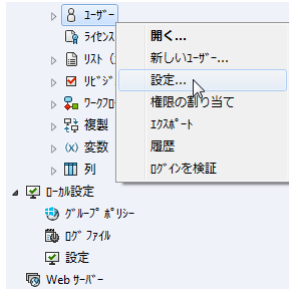 ﾕｰｻﾞｰ
ﾗｲｾﾝｽ
ﾘｽﾄ (
ﾘﾋﾞｼﾞ
ﾜｰｸﾌﾛ
複製
(x) 変数
列
ﾛｰｶﾙ設定
ｸﾞﾙｰﾌﾟ ﾎﾟﾘｼｰ
ﾛｸﾞ ﾌｧｲﾙ
設定
Web ｻｰﾊﾞｰ
開く...
新しいﾕｰｻﾞｰ...
設定...
権限の割り当て
ｴｸｽﾎﾟｰﾄ
履歴
ﾛｸﾞｲﾝを検証